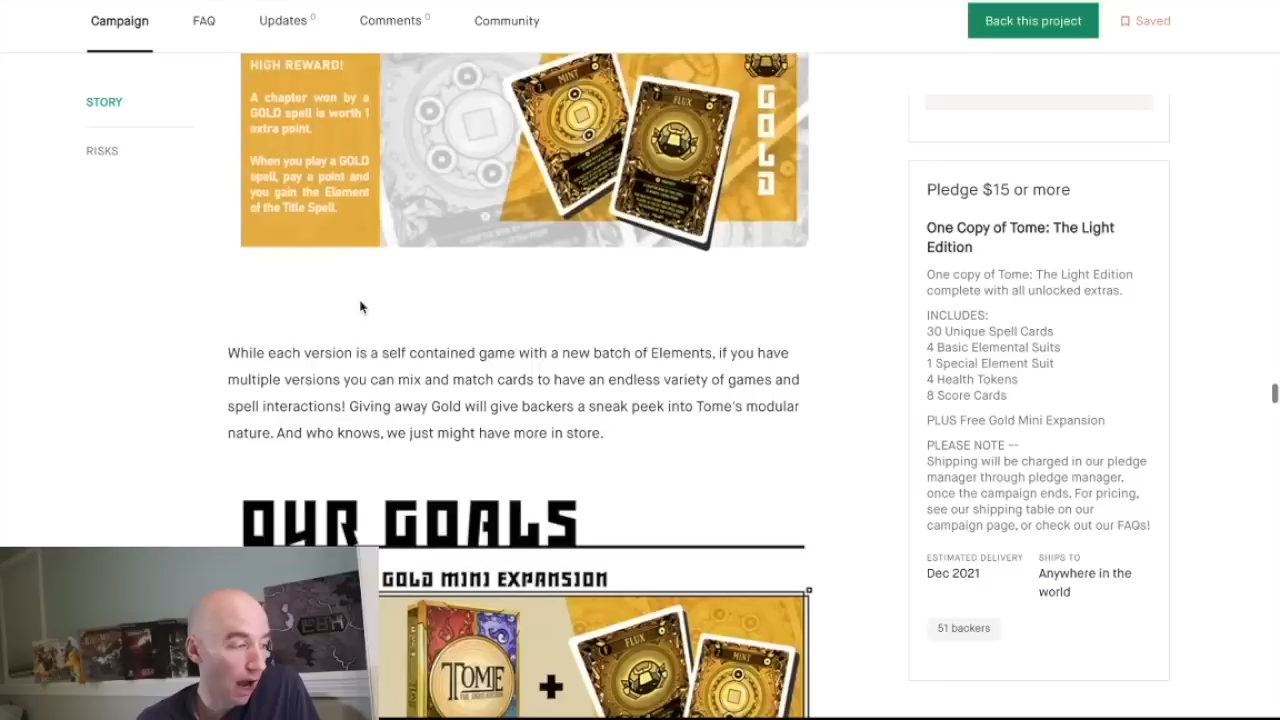 Campaign
FAQ
Updates 0
Comments 0
Community
Back this project
Saved
STORY
RISKS
HIGH REWARD!
A chapter won by a
GOLD spell is worth 1
extra point.
When you play a GOLD
spell, pay a point and
you gain the Element
of the Title Spell.
MINT
FLUX
GOLD
While each version is a self contained game with a new batch of Elements, if you have
multiple versions you can mix and match cards to have an endless variety of games and
spell interactions! Giving away Gold will give backers a sneak peek into Tome's modular
nature. And who knows, we just might have more in store.
OUR GOALS
GOLD MINI EXPANSION
TOME
THE LIGHT EDITION
+
FLUX
MINT
Pledge $15 or more
One Copy of Tome: The Light
Edition
One copy of Tome: The Light Edition
complete with all unlocked extras.
INCLUDES:
30 Unique Spell Cards
4 Basic Elemental Suits
1 Special Element Suit
4 Health Tokens
8 Score Cards
PLUS Free Gold Mini Expansion
PLEASE NOTE --
Shipping will be charged in our pledge
manager through pledge manager,
once the campaign ends. For pricing,
see our shipping table on our
campaign page, or check out our FAQs!
ESTIMATED DELIVERY
Dec 2021
SHIPS TO
Anywhere in the
world
51 backers